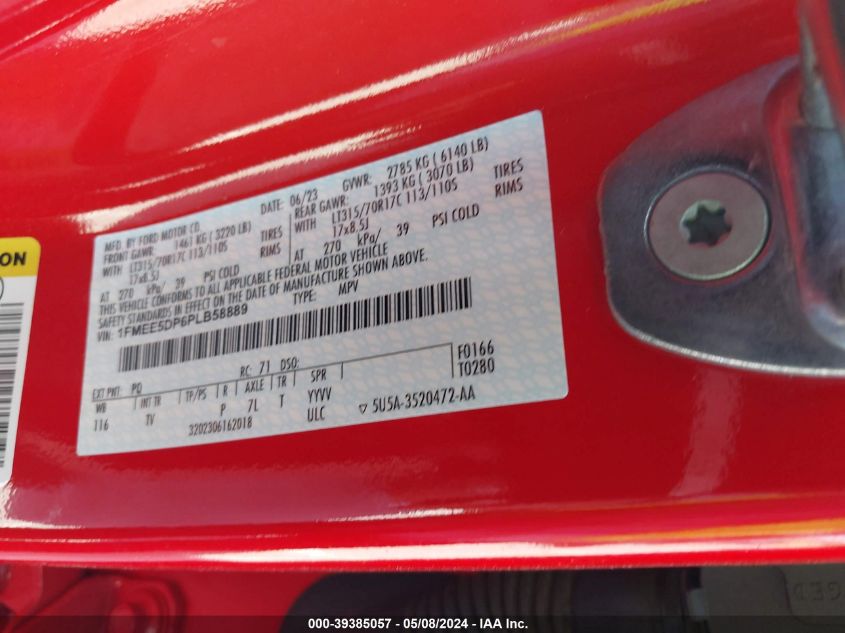 MFD. BY FORD MOTOR CO.
DATE: 06/23 GVWR: 2785 KG ( 6140 LB)
FRONT GAWR: 1461 KG ( 3220 LB)
REAR GAWR: 1393 KG ( 3070 LB)
WITH LT315/70R17C 113/110S TIRES
WITH LT315/70R17C 113/110S TIRES
17x8.5J RIMS
17x8.5J RIMS
AT 270 kPa/ 39 PSI COLD
AT 270 kPa/ 39 PSI COLD
THIS VEHICLE CONFORMS TO ALL APPLICABLE FEDERAL MOTOR VEHICLE
SAFETY STANDARDS IN EFFECT ON THE DATE OF MANUFACTURE SHOWN ABOVE.
VIN: 1FMEE5DP6PLB58889 TYPE: MPV
F0166
T0280
EXT PNT: PQ RC: 71 DSO:
WB INT TR TP/PS R AXLE TR SPR
116 TV P 7L T YYVV
ULC
3202306162018
5U5A-3520472-AA
ON
GED
000-39385057 - 05/08/2024 - 000-000